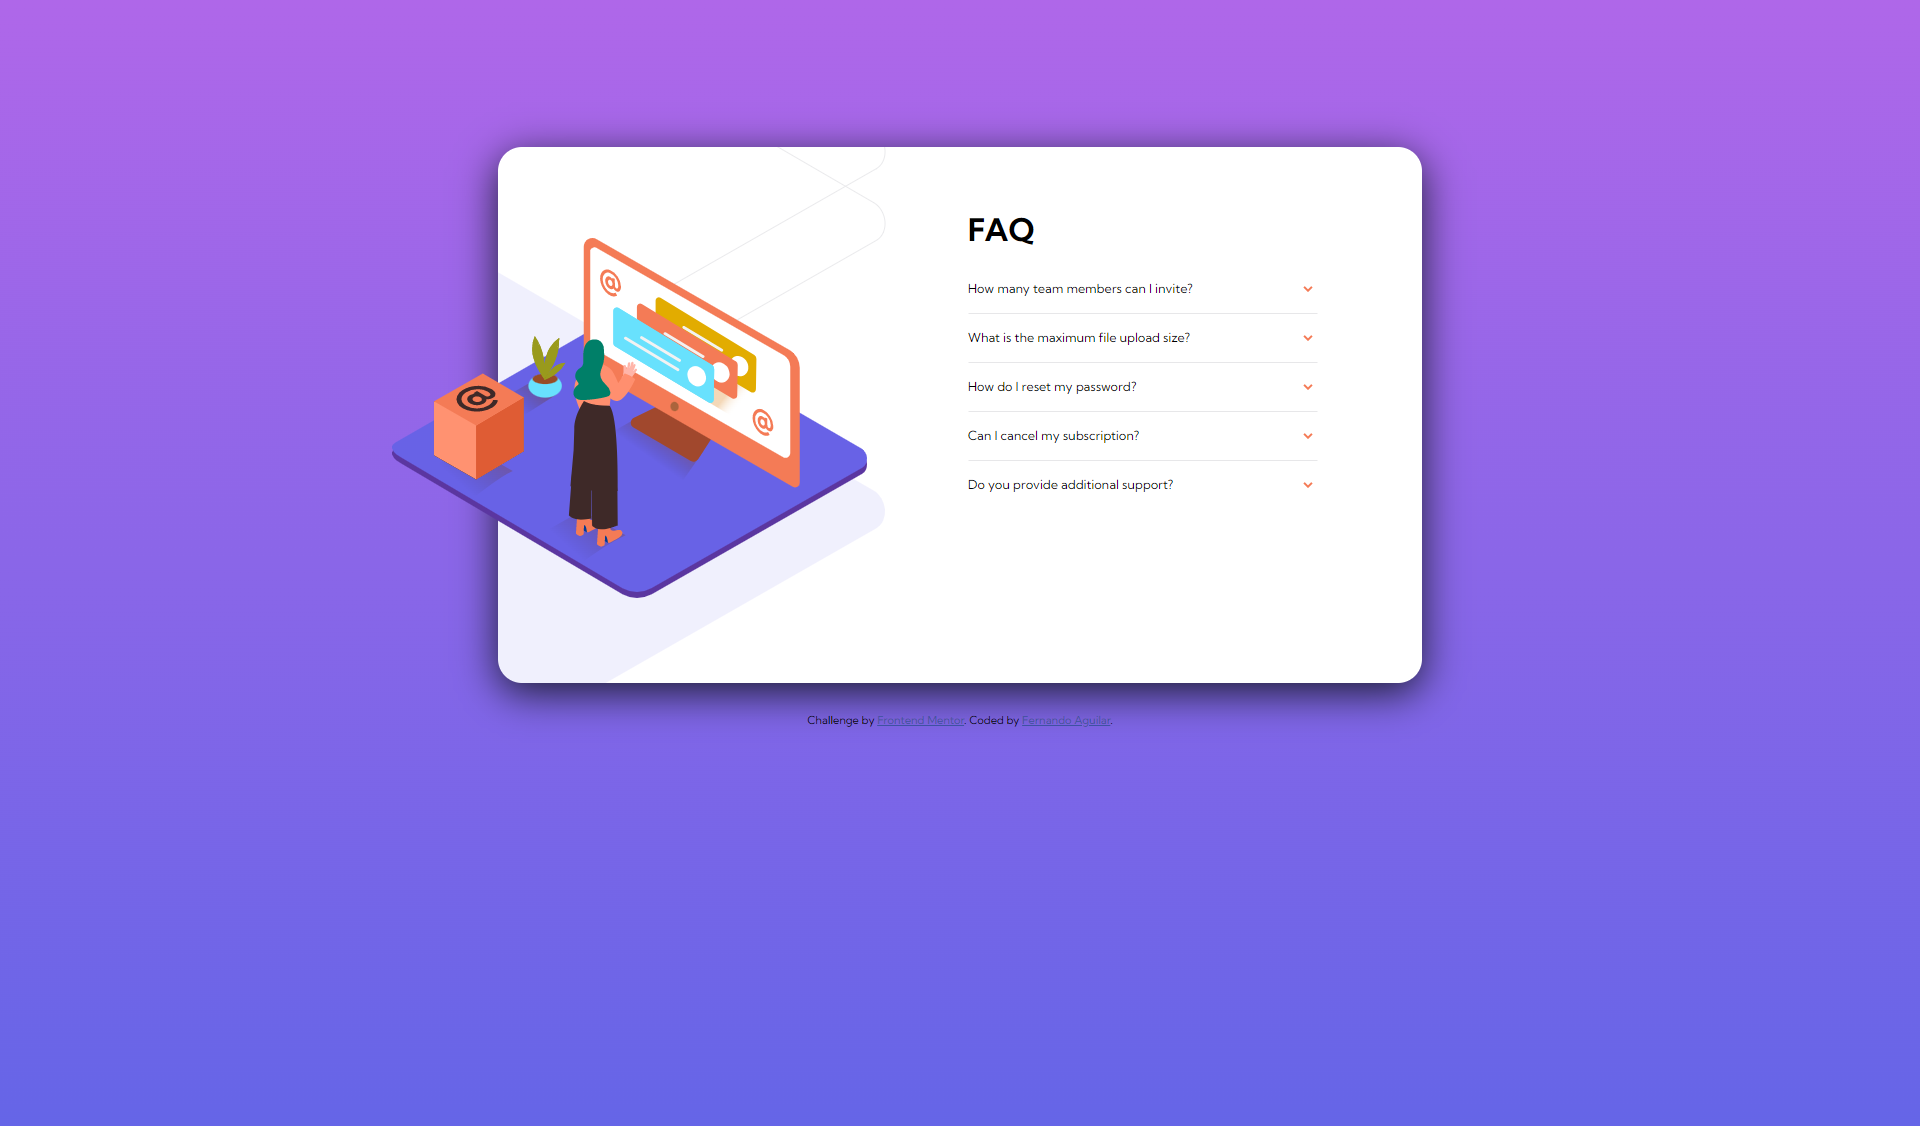 FAQ
How many team members can I invite?
What is the maximum file upload size?
How do I reset my password?
Can I cancel my subscription?
Do you provide additional support?
@
@
@
Challenge by Frontend Mentor. Coded by Fernando Aguilar.